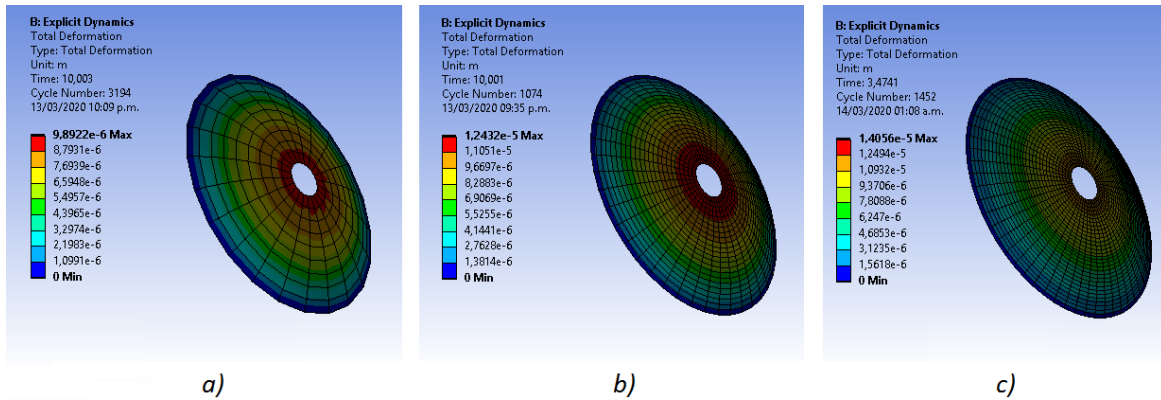 B: Explicit Dynamics
Total Deformation
Type: Total Deformation
Unit: m
Time: 10,003
Cycle Number: 3194
13/03/2020 10:09 p.m.
9,8922e-6 Max
8,7931e-6
7,6939e-6
6,5948e-6
5,4957e-6
4,3965e-6
3,2974e-6
2,1983e-6
1,0991e-6
0 Min
a)
B: Explicit Dynamics
Total Deformation
Type: Total Deformation
Unit: m
Time: 10,001
Cycle Number: 1074
13/03/2020 09:35 p.m.
1,2432e-5 Max
1,1051e-5
9,6697e-6
8,2883e-6
6,9069e-6
5,5255e-6
4,1441e-6
2,7628e-6
1,3814e-6
0 Min
b)
B: Explicit Dynamics
Total Deformation
Type: Total Deformation
Unit: m
Time: 3,4741
Cycle Number: 1452
14/03/2020 01:08 a.m.
1,4056e-5 Max
1,2494e-5
1,0932e-5
9,3706e-6
7,8088e-6
6,247e-6
4,6853e-6
3,1235e-6
1,5618e-6
0 Min
c)